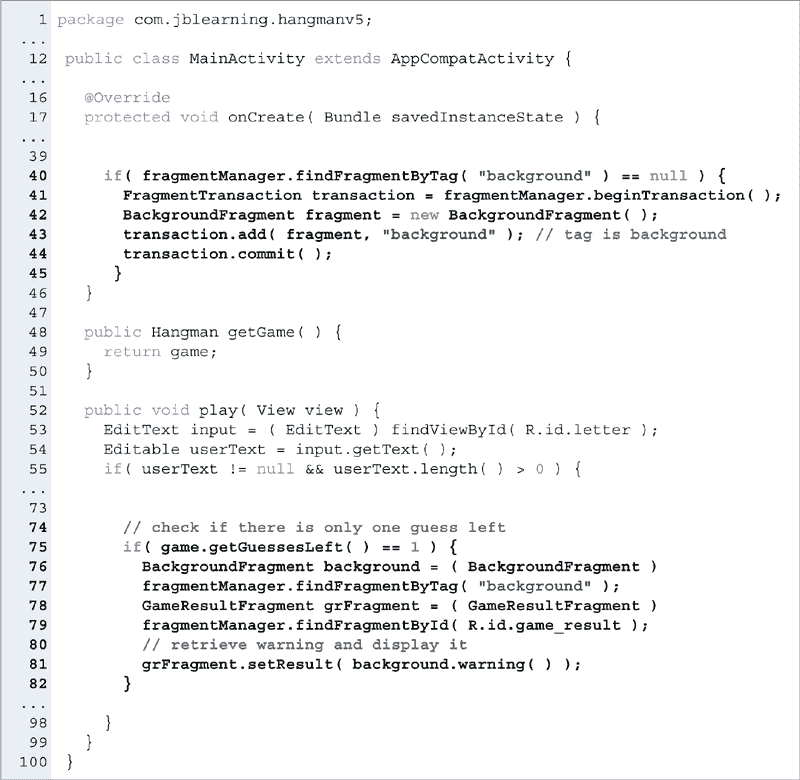 1 package com.jblearning.hangmanv5;
...
12 public class MainActivity extends AppCompatActivity {
...
16 @Override
17 protected void onCreate( Bundle savedInstanceState ) {
...
39
40 if( fragmentManager.findFragmentByTag( "background" ) == null ) {
41 FragmentTransaction transaction = fragmentManager.beginTransaction( );
42 BackgroundFragment fragment = new BackgroundFragment( );
43 transaction.add( fragment, "background" ); // tag is background
44 transaction.commit( );
45 }
46 }
47
48 public Hangman getGame( ) {
49 return game;
50 }
51
52 public void play( View view ) {
53 EditText input = ( EditText ) findViewById( R.id.letter );
54 Editable userText = input.getText( );
55 if( userText != null && userText.length( ) > 0 ) {
...
73
74 // check if there is only one guess left
75 if( game.getGuessesLeft( ) == 1 ) {
76 BackgroundFragment background = ( BackgroundFragment )
77 fragmentManager.findFragmentByTag( "background" );
78 GameResultFragment grFragment = ( GameResultFragment )
79 fragmentManager.findFragmentById( R.id.game_result );
80 // retrieve warning and display it
81 grFragment.setResult( background.warning( ) );
82 }
...
98 }
99 }
100 }